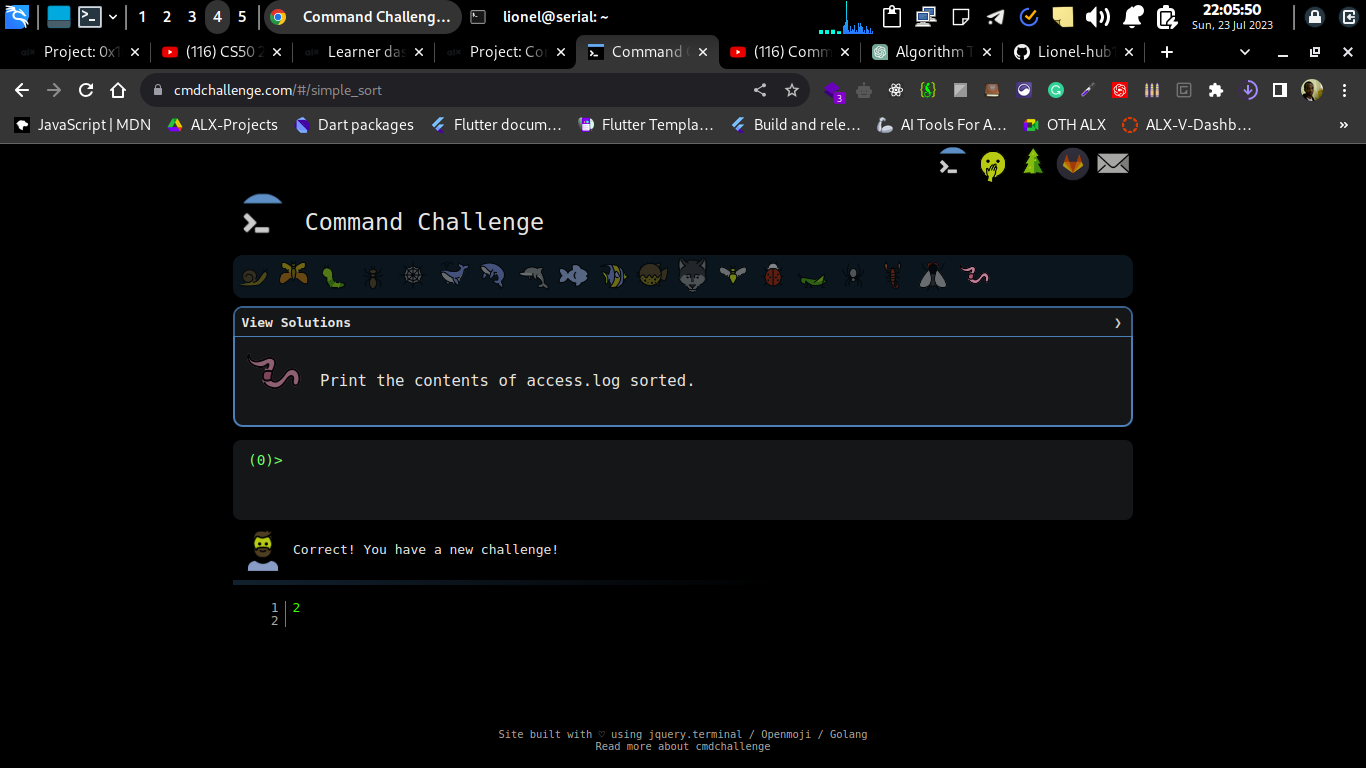 1 2 3 4 5 Command Challeng... lionel@serial: ~ 22:05:50
Sun, 23 Jul 2023
Project: 0x1 (116) CS50 2 Learner das Project: Cor Command C (116) Comm Algorithm T Lionel-hub
cmdchallenge.com/#/simple_sort
3
JavaScript | MDN ALX-Projects Dart packages Flutter docum... Flutter Templa... Build and rele... AI Tools For A... OTH ALX ALX-V-Dashb... »
Command Challenge
View Solutions ❯
Print the contents of access.log sorted.
(0)>
Correct! You have a new challenge!
1 2
2
Site built with ♡ using jquery.terminal / Openmoji / Golang
Read more about cmdchallenge